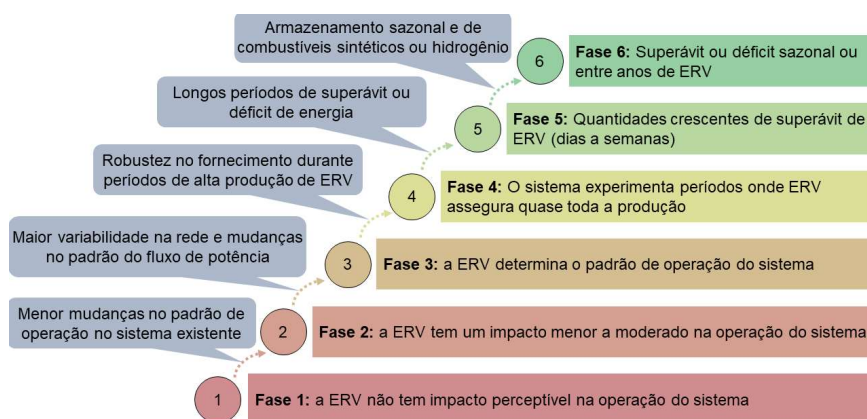 Armazenamento sazonal e de
combustíveis sintéticos ou hidrogênio
6
Fase 6: Superávit ou déficit sazonal ou
entre anos de ERV
Longos períodos de superávit ou
déficit de energia
5
Fase 5: Quantidades crescentes de superávit de
ERV (dias a semanas)
Robustez no fornecimento durante
períodos de alta produção de ERV
4
Fase 4: O sistema experimenta períodos onde ERV
assegura quase toda a produção
Maior variabilidade na rede e mudanças
no padrão do fluxo de potência
3
Fase 3: a ERV determina o padrão de operação do sistema
Menor mudanças no padrão de
operação no sistema existente
2
Fase 2: a ERV tem um impacto menor a moderado na operação do sistema
1
Fase 1: a ERV não tem impacto perceptível na operação do sistema